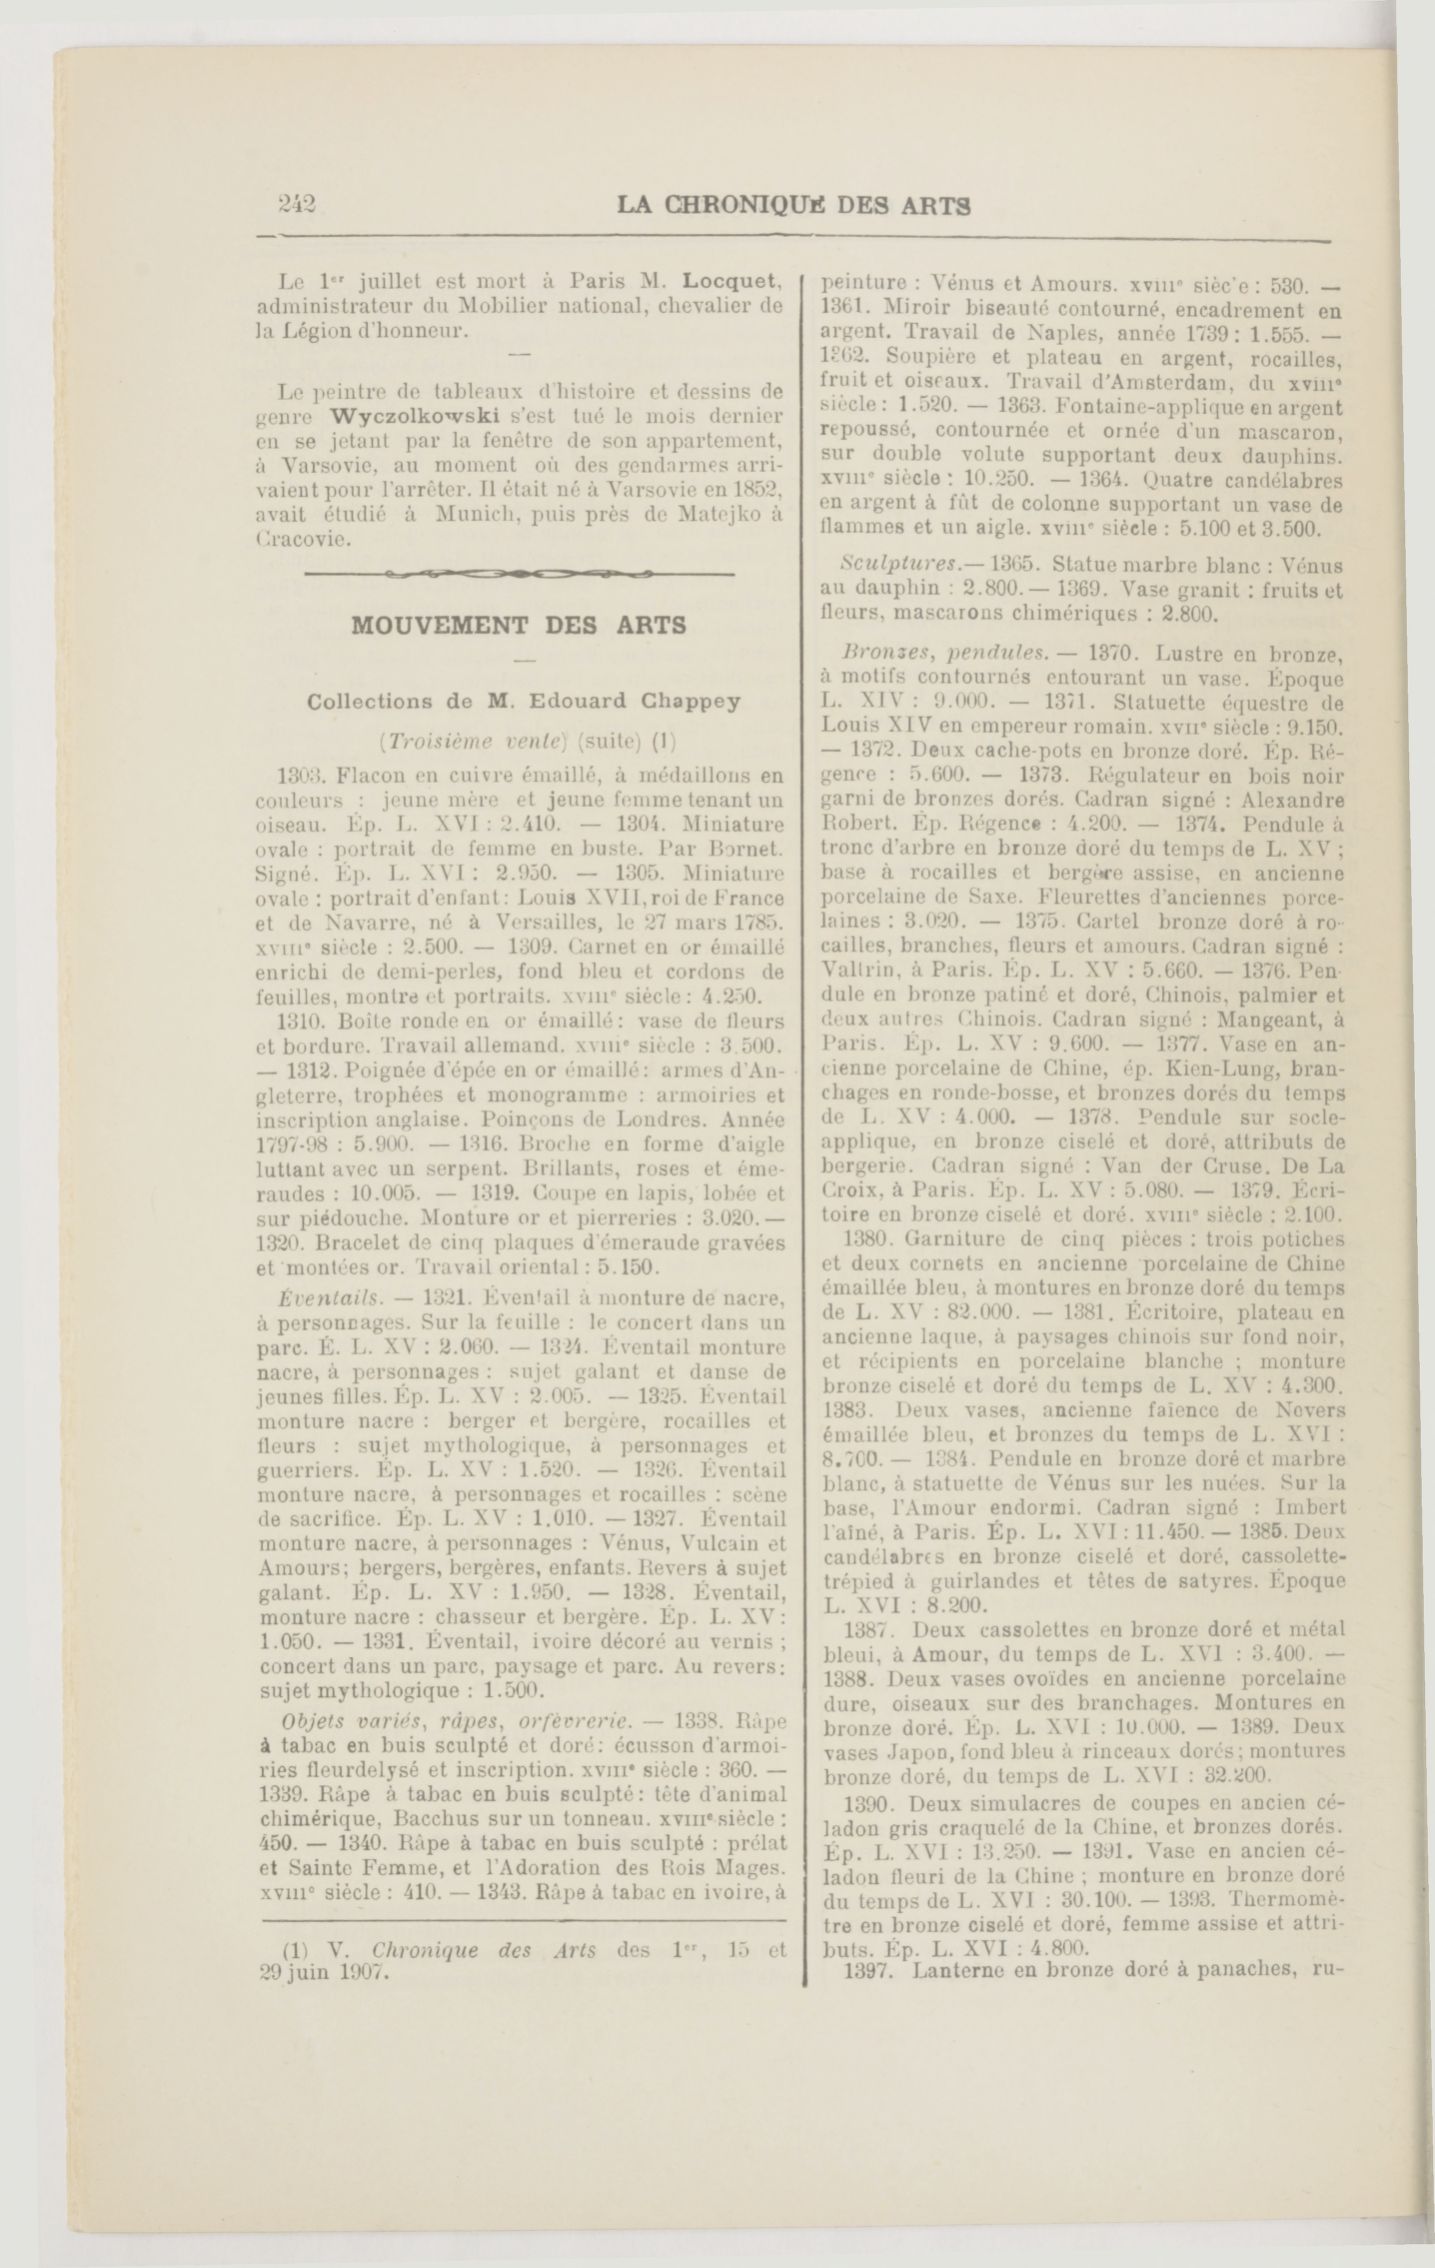 242
LA CHRONIQUE DES ARTS
Le 1er juillet est mort à Paris M. Locquet,
administrateur du Mobilier national, chevalier de
la Légion d'honneur.
—
Le peintre de tableaux d'histoire et dessins de
genre Wyczolkowski s'est tué le mois dernier
en se jetant par la fenêtre de son appartement,
à Varsovie, au moment où des gendarmes arri-
vaient pour l'arrêter. Il était né à Varsovie en 1852,
avait étudié à Munich, puis près de Matejko à
Cracovie.
MOUVEMENT DES ARTS
—
Collections de M. Edouard Chappey
(Troisième vente) (suite) (1)
1303. Flacon en cuivre émaillé, à médaillons en
couleurs : jeune mère et jeune femme tenant un
oiseau. Ép. L. XVI : 2.410. — 1304. Miniature
ovale : portrait de femme en buste. Par Bornet.
Signé. Ép. L. XVI : 2.950. — 1305. Miniature
ovale : portrait d'enfant : Louis XVII, roi de France
et de Navarre, né à Versailles, le 27 mars 1785.
XVIIIe siècle : 2.500. — 1309. Carnet en or émaillé
enrichi de demi-perles, fond bleu et cordons de
feuilles, montre et portraits. XVIIIe siècle : 4.250.
1310. Boîte ronde en or émaillé : vase de fleurs
et bordure. Travail allemand. XVIIIe siècle : 3.500.
— 1312. Poignée d'épée en or émaillé : armes d'An-
gleterre, trophées et monogramme : armoiries et
inscription anglaise. Poinçons de Londres. Année
1797-98 : 5.900. — 1316. Broche en forme d'aigle
luttant avec un serpent. Brillants, roses et éme-
raudes : 10.005. — 1319. Coupe en lapis, lobée et
sur piédouche. Monture or et pierreries : 3.020. —
1320. Bracelet de cinq plaques d'émeraude gravées
et montées or. Travail oriental : 5.150.
Éventails. — 1321. Éventail à monture de nacre,
à personnages. Sur la feuille : le concert dans un
parc. É. L. XV : 2.060. — 1324. Éventail monture
nacre, à personnages : sujet galant et danse de
jeunes filles. Ép. L. XV : 2.005. — 1325. Éventail
monture nacre : berger et bergère, rocailles et
fleurs : sujet mythologique, à personnages et
guerriers. Ép. L. XV : 1.520. — 1326. Éventail
monture nacre, à personnages et rocailles : scène
de sacrifice. Ép. L. XV : 1.010. — 1327. Éventail
monture nacre, à personnages : Vénus, Vulcain et
Amours; bergers, bergères, enfants. Revers à sujet
galant. Ép. L. XV : 1.950. — 1328. Éventail,
monture nacre : chasseur et bergère. Ép. L. XV :
1.050. — 1331. Éventail, ivoire décoré au vernis ;
concert dans un parc, paysage et parc. Au revers :
sujet mythologique : 1.500.
Objets variés, râpes, orfèvrerie. — 1338. Râpe
à tabac en buis sculpté et doré : écusson d'armoi-
ries fleurdelysé et inscription. XVIIIe siècle : 360. —
1339. Râpe à tabac en buis sculpté : tête d'animal
chimérique, Bacchus sur un tonneau. XVIIIe siècle :
450. — 1340. Râpe à tabac en buis sculpté : prélat
et Sainte Femme, et l'Adoration des Rois Mages.
XVIIIe siècle : 410. — 1343. Râpe à tabac en ivoire, à
(1) V. Chronique des Arts des 1er, 15 et
29 juin 1907.
peinture : Vénus et Amours. XVIIIe sièc'e : 530. —
1361. Miroir biseauté contourné, encadrement en
argent. Travail de Naples, année 1739 : 1.555. —
1362. Soupière et plateau en argent, rocailles,
fruit et oiseaux. Travail d'Amsterdam, du XVIIIe
siècle : 1.520. — 1363. Fontaine-applique en argent
repoussé, contournée et ornée d'un mascaron,
sur double volute supportant deux dauphins.
XVIIIe siècle : 10.250. — 1364. Quatre candélabres
en argent à fût de colonne supportant un vase de
flammes et un aigle. XVIIIe siècle : 5.100 et 3.500.
Sculptures. — 1365. Statue marbre blanc : Vénus
au dauphin : 2.800. — 1369. Vase granit : fruits et
fleurs, mascarons chimériques : 2.800.
Bronzes, pendules. — 1370. Lustre en bronze,
à motifs contournés entourant un vase. Époque
L. XIV : 9.000. — 1371. Statuette équestre de
Louis XIV en empereur romain. XVIIe siècle : 9.150.
— 1372. Deux cache-pots en bronze doré. Ép. Ré-
gence : 5.600. — 1373. Régulateur en bois noir
garni de bronzes dorés. Cadran signé : Alexandre
Robert. Ép. Régence : 4.200. — 1374. Pendule à
tronc d'arbre en bronze doré du temps de L. XV ;
base à rocailles et bergère assise, en ancienne
porcelaine de Saxe. Fleurettes d'anciennes porce-
laines : 3.020. — 1375. Cartel bronze doré à ro-
cailles, branches, fleurs et amours. Cadran signé :
Valtrin, à Paris. Ép. L. XV : 5.660. — 1376. Pen-
dule en bronze patiné et doré, Chinois, palmier et
deux autres Chinois. Cadran signé : Mangeant, à
Paris. Ép. L. XV : 9.600. — 1377. Vase en an-
cienne porcelaine de Chine, ép. Kien-Lung, bran-
chages en ronde-bosse, et bronzes dorés du temps
de L. XV : 4.000. — 1378. Pendule sur socle-
applique, en bronze ciselé et doré, attributs de
bergerie. Cadran signé : Van der Cruse. De La
Croix, à Paris. Ép. L. XV : 5.080. — 1379. Écri-
toire en bronze ciselé et doré. XVIIIe siècle : 2.100.
1380. Garniture de cinq pièces : trois potiches
et deux cornets en ancienne porcelaine de Chine
émaillée bleu, à montures en bronze doré du temps
de L. XV : 82.000. — 1381. Écritoire, plateau en
ancienne laque, à paysages chinois sur fond noir,
et récipients en porcelaine blanche ; monture
bronze ciselé et doré du temps de L. XV : 4.300.
1383. Deux vases, ancienne faïence de Nevers
émaillée bleu, et bronzes du temps de L. XVI :
8.700. — 1384. Pendule en bronze doré et marbre
blanc, à statuette de Vénus sur les nuées. Sur la
base, l'Amour endormi. Cadran signé : Imbert
l'aîné, à Paris. Ép. L. XVI : 11.450. — 1385. Deux
candélabres en bronze ciselé et doré, cassolette-
trépied à guirlandes et têtes de satyres. Époque
L. XVI : 8.200.
1387. Deux cassolettes en bronze doré et métal
bleui, à Amour, du temps de L. XVI : 3.400. —
1388. Deux vases ovoïdes en ancienne porcelaine
dure, oiseaux sur des branchages. Montures en
bronze doré. Ép. L. XVI : 10.000. — 1389. Deux
vases Japon, fond bleu à rinceaux dorés; montures
bronze doré, du temps de L. XVI : 32.200.
1390. Deux simulacres de coupes en ancien cé-
ladon gris craquelé de la Chine, et bronzes dorés.
Ép. L. XVI : 13.250. — 1391. Vase en ancien cé-
ladon fleuri de la Chine ; monture en bronze doré
du temps de L. XVI : 30.100. — 1393. Thermomè-
tre en bronze ciselé et doré, femme assise et attri-
buts. Ép. L. XVI : 4.800.
1397. Lanterne en bronze doré à panaches, ru-